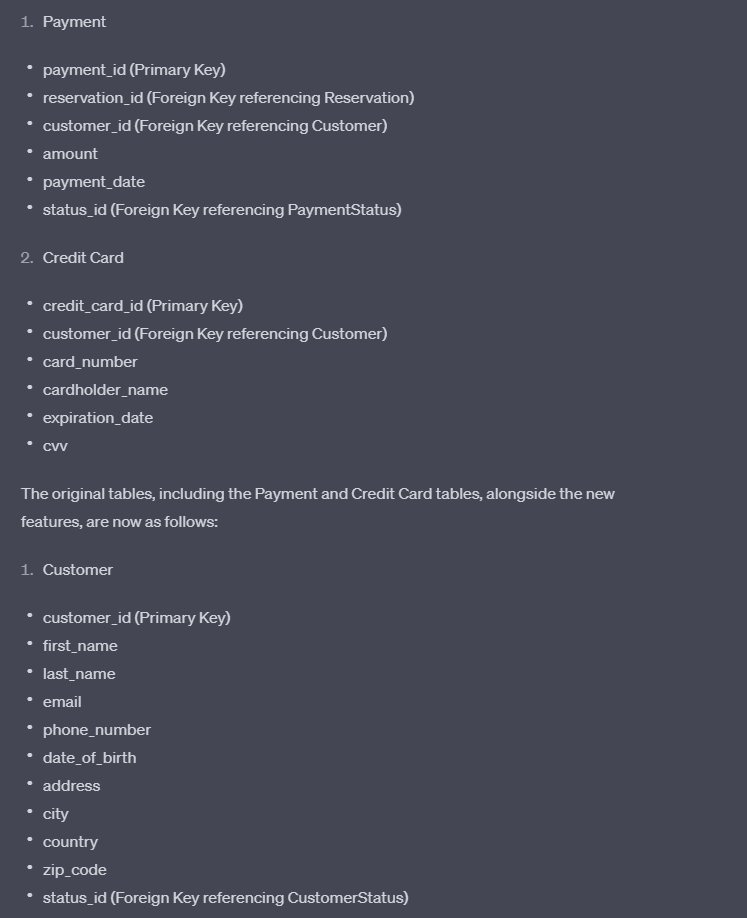 1. Payment
• payment_id (Primary Key)
• reservation_id (Foreign Key referencing Reservation)
• customer_id (Foreign Key referencing Customer)
• amount
• payment_date
• status_id (Foreign Key referencing PaymentStatus)
2. Credit Card
• credit_card_id (Primary Key)
• customer_id (Foreign Key referencing Customer)
• card_number
• cardholder_name
• expiration_date
• cvv
The original tables, including the Payment and Credit Card tables, alongside the new
features, are now as follows:
1. Customer
• customer_id (Primary Key)
• first_name
• last_name
• email
• phone_number
• date_of_birth
• address
• city
• country
• zip_code
• status_id (Foreign Key referencing CustomerStatus)